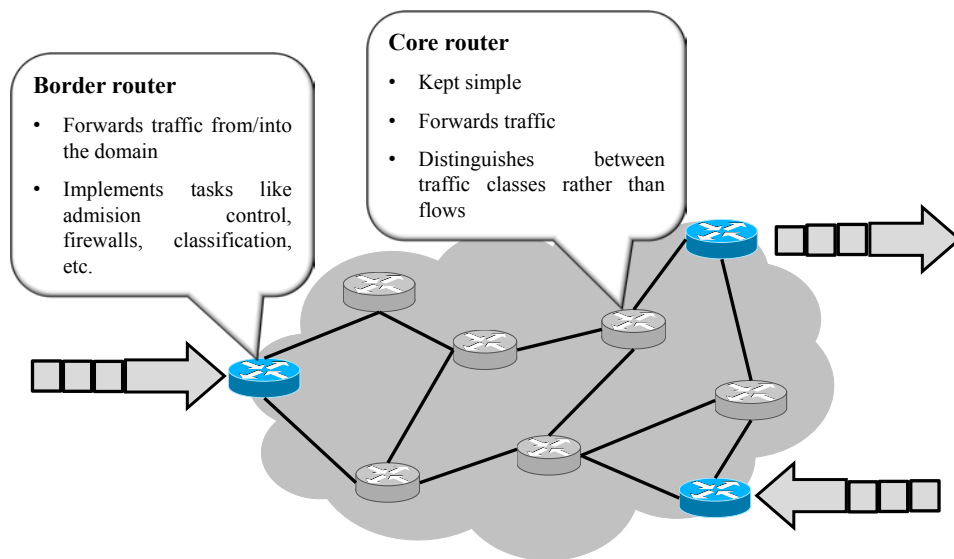 Border router
• Forwards traffic from/into
the domain
• Implements tasks like
admision control,
firewalls, classification,
etc.
Core router
• Kept simple
• Forwards traffic
• Distinguishes between
traffic classes rather than
flows